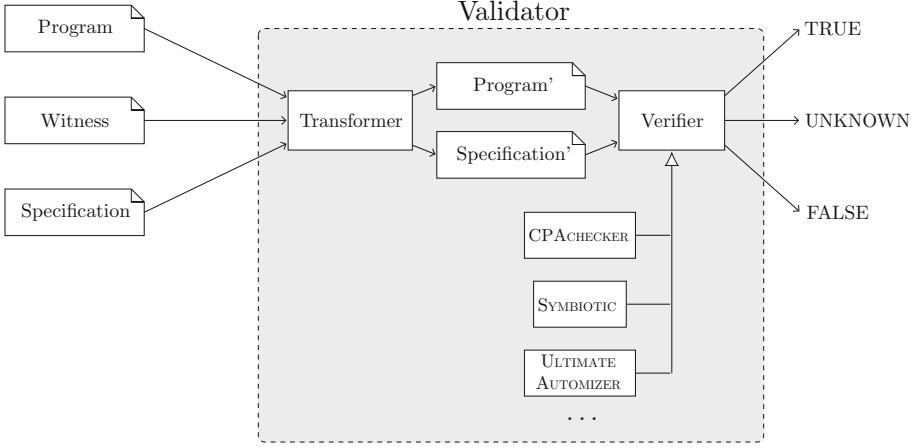 Validator
Program
Witness
Specification
Transformer
Program’
Specification’
Verifier
CPAchecker
Symbiotic
Ultimate
Automizer
...
TRUE
UNKNOWN
FALSE